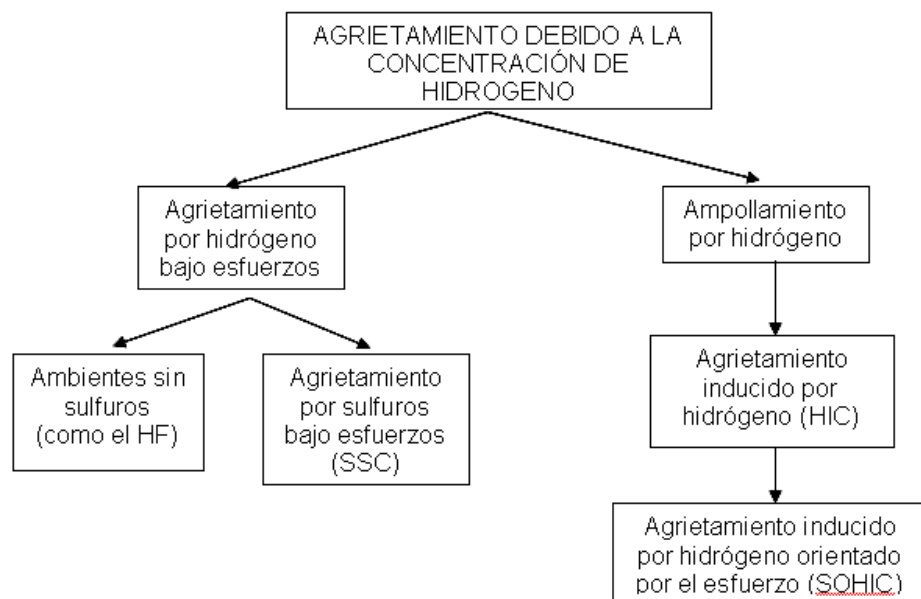 AGRIETAMIENTO DEBIDO A LA
CONCENTRACIÓN DE
HIDROGENO
Agrietamiento
por hidrógeno
bajo esfuerzos
Ampollamiento
por hidrógeno
Ambientes sin
sulfuros
(como el HF)
Agrietamiento
por sulfuros
bajo esfuerzos
(SSC)
Agrietamiento
inducido por
hidrógeno (HIC)
Agrietamiento inducido
por hidrógeno orientado
por el esfuerzo (SOHIC)